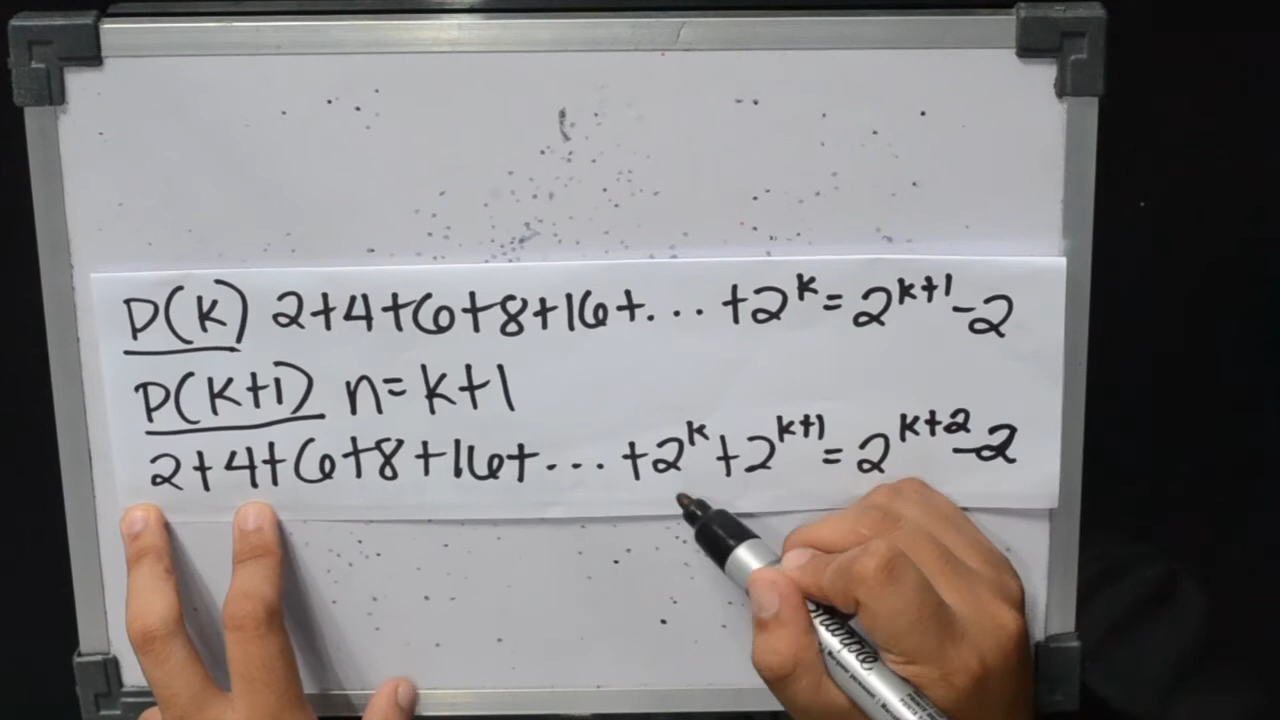 P(k) 2+4+6+8+16+... +2^k = 2^{k+1} -2
P(k+1) n=k+1
2+4+6+8+16+... +2^k +2^{k+1} = 2^{k+2} -2
Sharpie